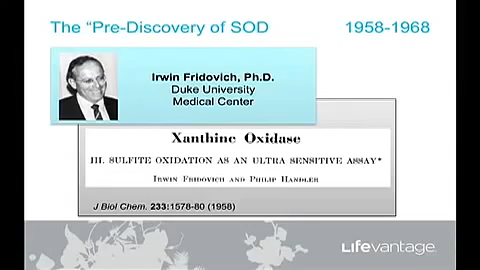 The “Pre-Discovery of SOD
1958-1968
Irwin Fridovich, Ph.D.
Duke University
Medical Center
Xanthine Oxidase
III. SULFITE OXIDATION AS AN ULTRA SENSITIVE ASSAY*
Irwin Fridovich and Philip Handler
J Biol Chem. 233:1578-80 (1958)
Lifevantage.